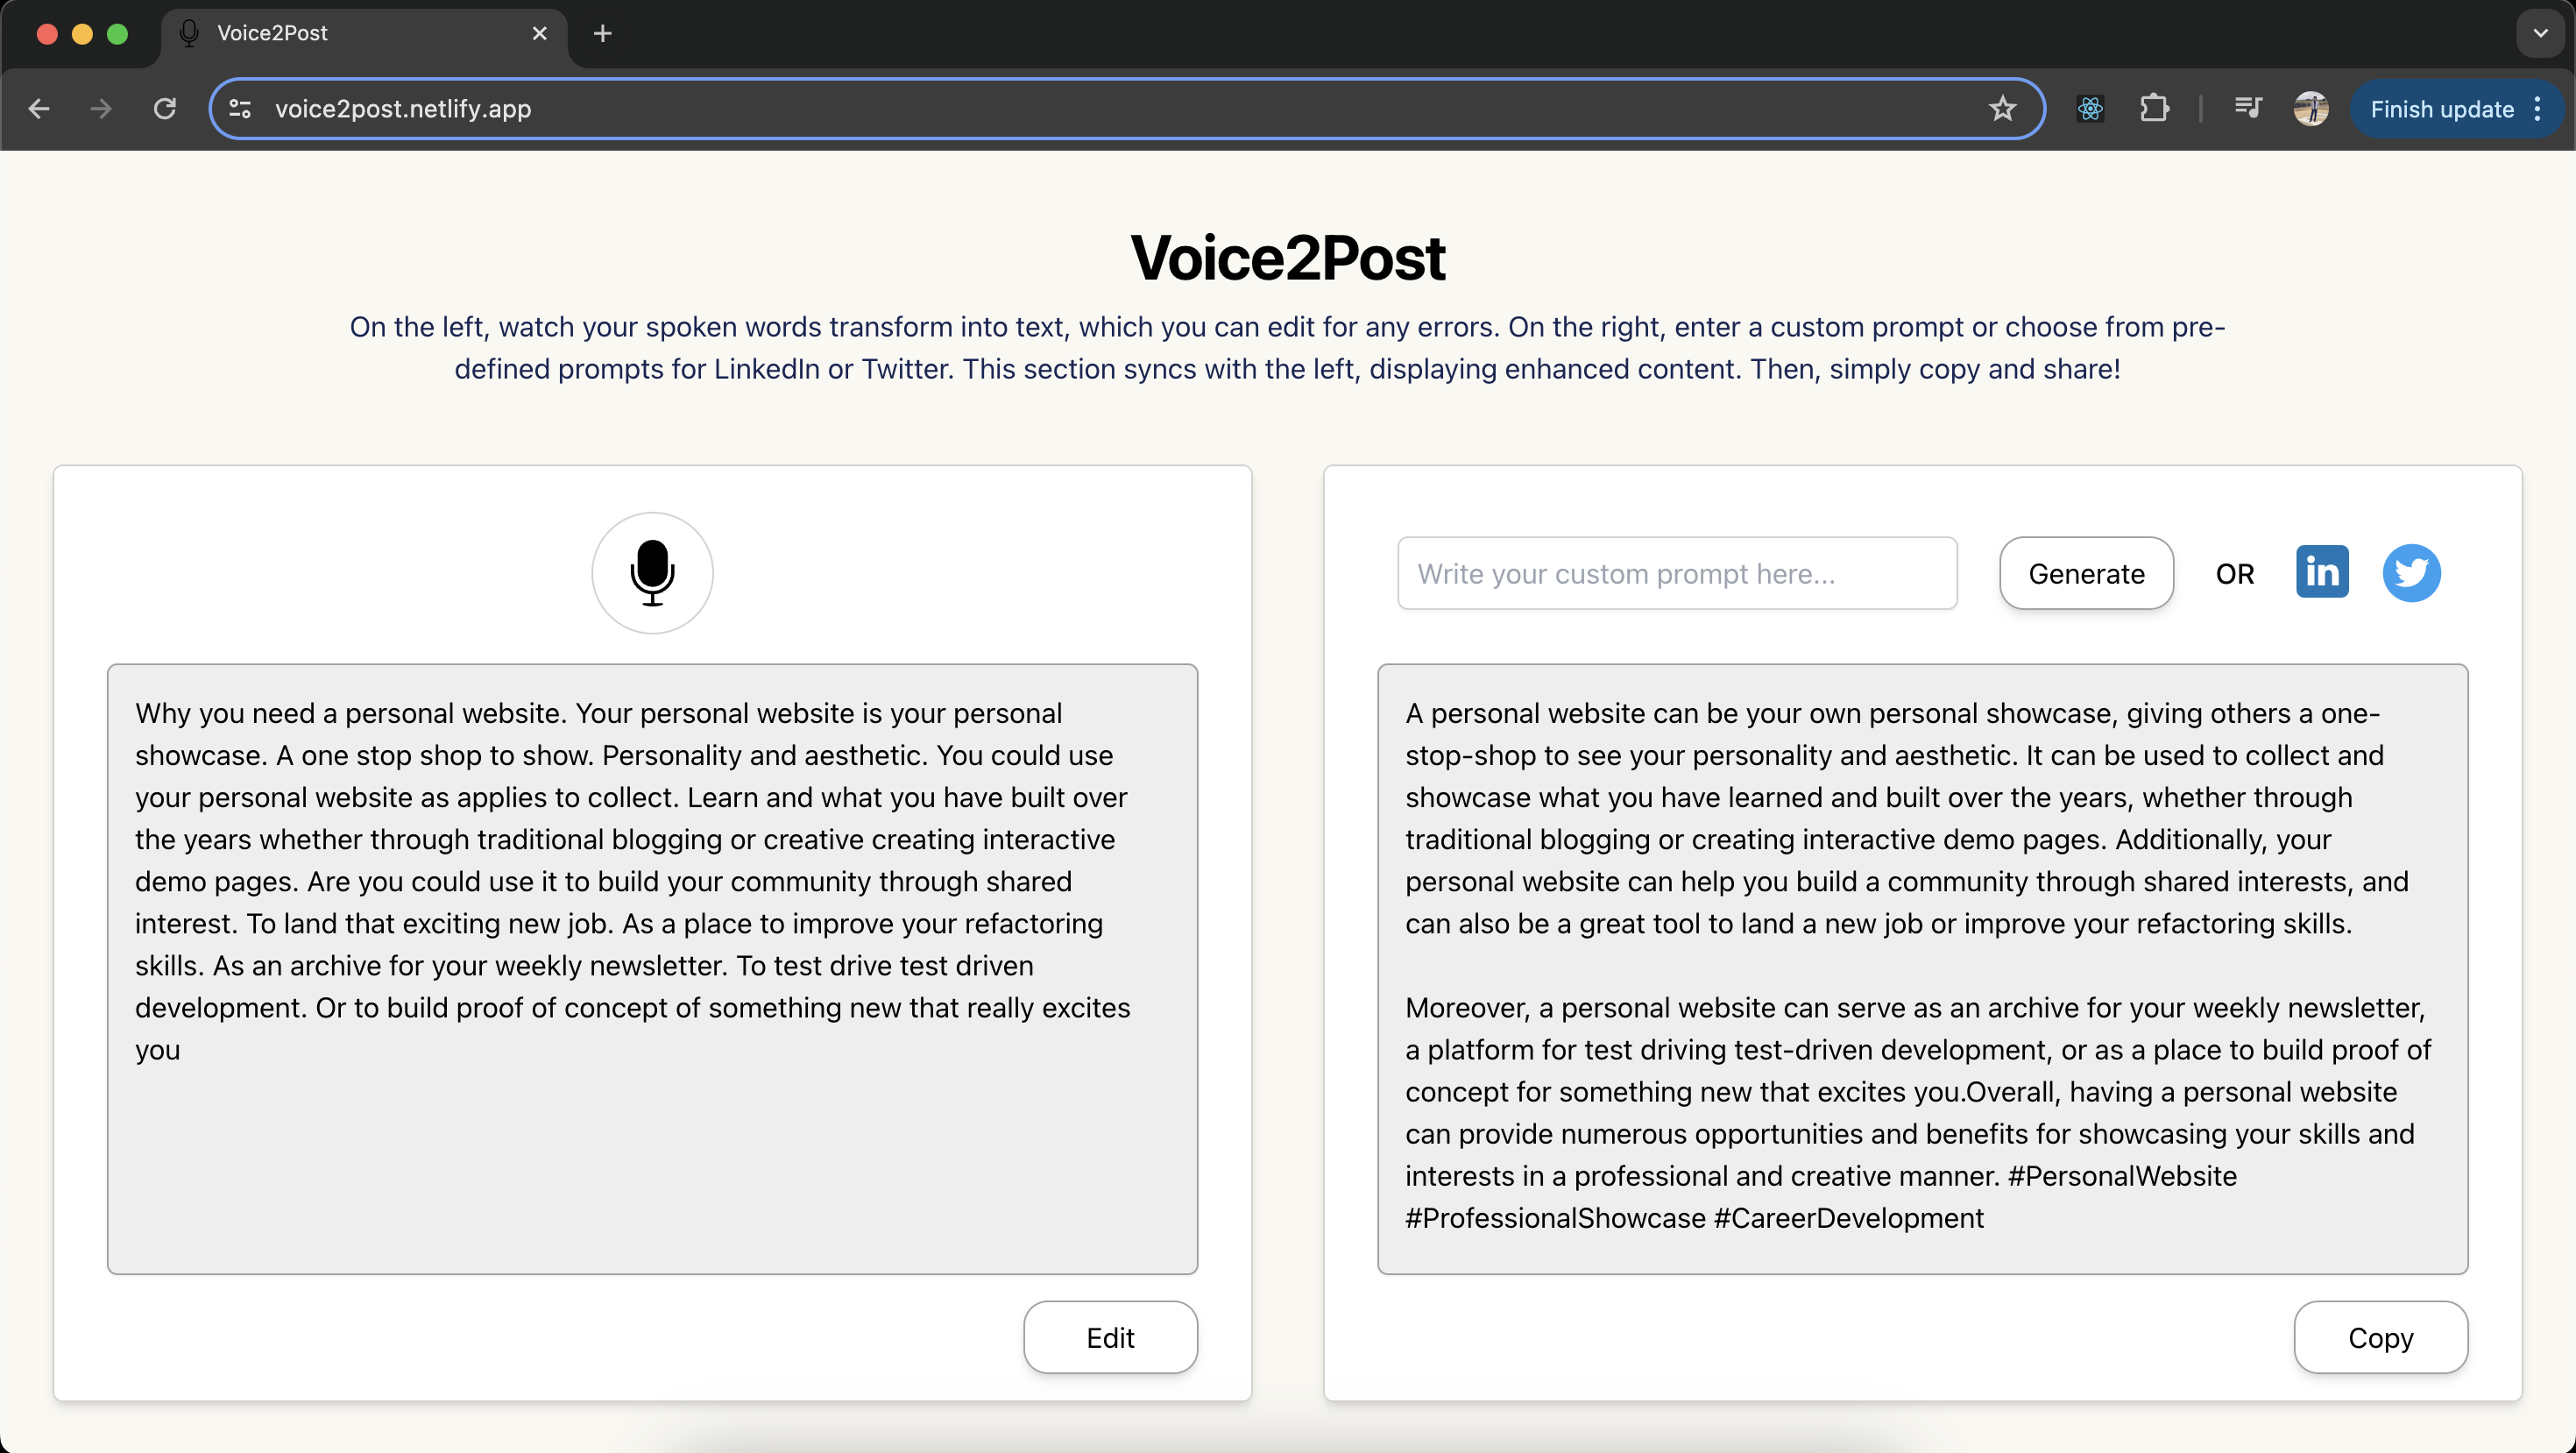 Voice2Post
voice2post.netlify.app
Finish update
Voice2Post
On the left, watch your spoken words transform into text, which you can edit for any errors. On the right, enter a custom prompt or choose from pre-
defined prompts for LinkedIn or Twitter. This section syncs with the left, displaying enhanced content. Then, simply copy and share!
Why you need a personal website. Your personal website is your personal
showcase. A one stop shop to show. Personality and aesthetic. You could use
your personal website as applies to collect. Learn and what you have built over
the years whether through traditional blogging or creative creating interactive
demo pages. Are you could use it to build your community through shared
interest. To land that exciting new job. As a place to improve your refactoring
skills. As an archive for your weekly newsletter. To test drive test driven
development. Or to build proof of concept of something new that really excites
you
Edit
Write your custom prompt here...
Generate
OR
in
A personal website can be your own personal showcase, giving others a one-
stop-shop to see your personality and aesthetic. It can be used to collect and
showcase what you have learned and built over the years, whether through
traditional blogging or creating interactive demo pages. Additionally, your
personal website can help you build a community through shared interests, and
can also be a great tool to land a new job or improve your refactoring skills.
Moreover, a personal website can serve as an archive for your weekly newsletter,
a platform for test driving test-driven development, or as a place to build proof of
concept for something new that excites you.Overall, having a personal website
can provide numerous opportunities and benefits for showcasing your skills and
interests in a professional and creative manner. #PersonalWebsite
#ProfessionalShowcase #CareerDevelopment
Copy